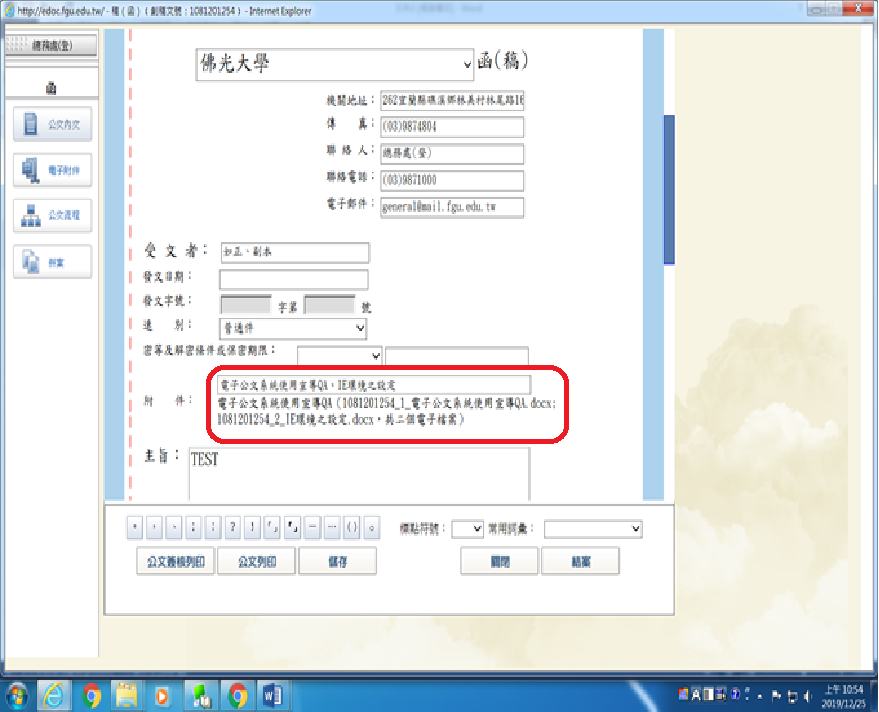 http://edoc.fgu.edu.tw/ - 稿 ( 函 ) ( 創稿文號 : 1081201254 ) - Internet Explorer
總務處(登)
函
公文內文
電子附件
公文流程
併案
佛光大學
函(稿)
機關地址：262宜蘭縣礁溪鄉林美村林尾路16
傳 真：(03)9874804
聯 絡 人：總務處(登)
聯絡電話：(03)9871000
電子郵件：general@mail.fgu.edu.tw
受 文 者：如正、副本
發文日期：
發文字號： 字第 號
速 別：普通件
密等及解密條件或保密期限：
電子公文系統使用宣導QA、IE環境之設定
附 件：電子公文系統使用宣導QA (1081201254_1_電子公文系統使用宣導QA.docx;
1081201254_2_IE環境之設定.docx，共二個電子檔案)
主旨：TEST
標點符號： 常用詞彙：
公文簽核列印 公文列印 儲存 關閉 結案
上午 10:54
2019/12/25